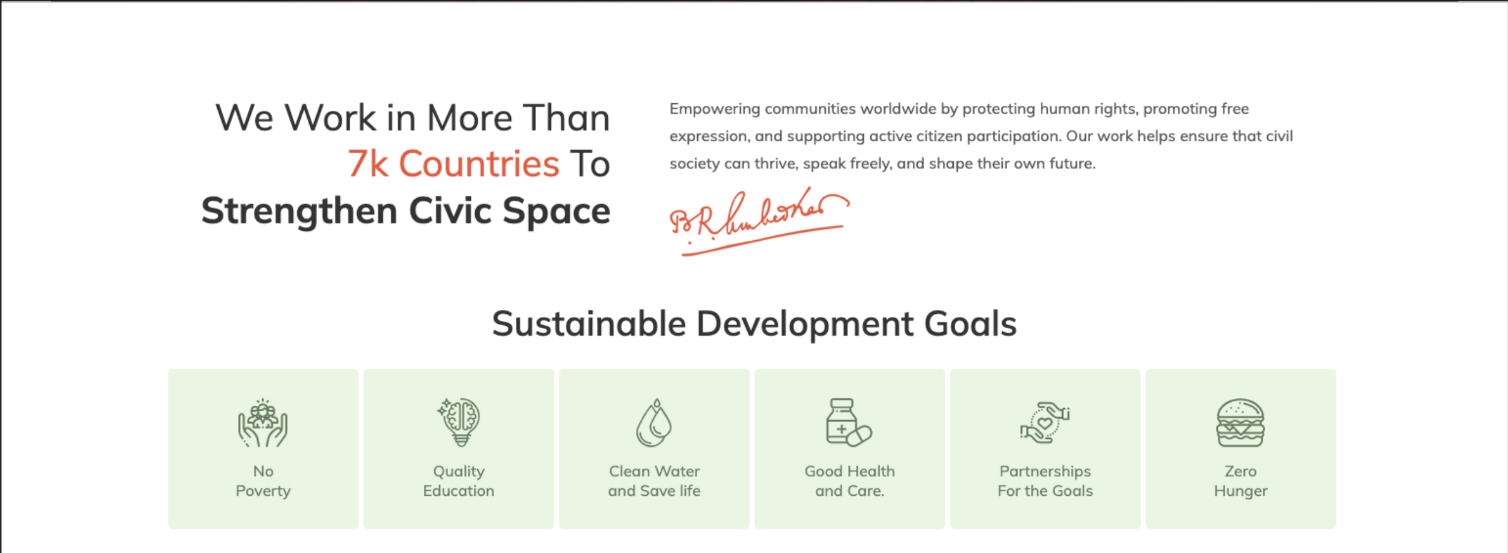 We Work in More Than
7k Countries To
Strengthen Civic Space
Empowering communities worldwide by protecting human rights, promoting free
expression, and supporting active citizen participation. Our work helps ensure that civil
society can thrive, speak freely, and shape their own future.
B.R. Ambedkar
Sustainable Development Goals
No
Poverty
Quality
Education
Clean Water
and Save life
Good Health
and Care.
Partnerships
For the Goals
Zero
Hunger